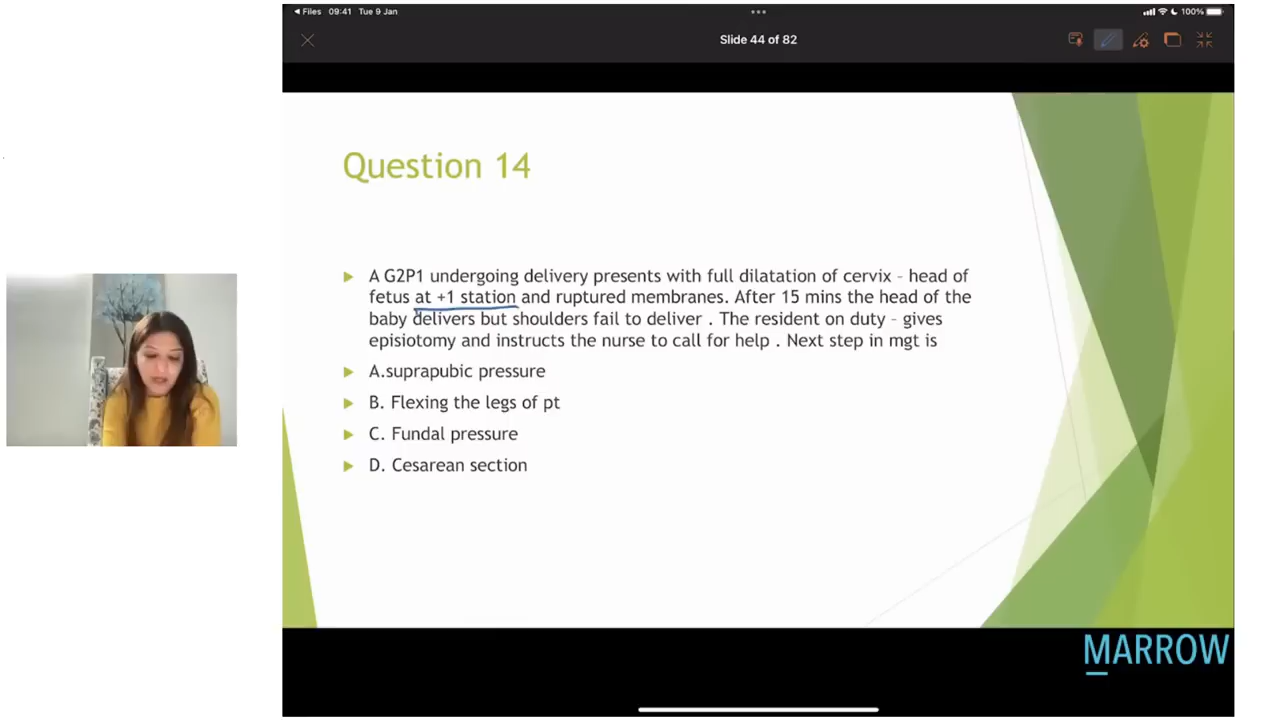 Files 09:41 Tue 9 Jan
100%
Slide 44 of 82
Question 14
A G2P1 undergoing delivery presents with full dilatation of cervix - head of
fetus at +1 station and ruptured membranes. After 15 mins the head of the
baby delivers but shoulders fail to deliver . The resident on duty - gives
episiotomy and instructs the nurse to call for help . Next step in mgt is
A.suprapubic pressure
B. Flexing the legs of pt
C. Fundal pressure
D. Cesarean section
MARROW